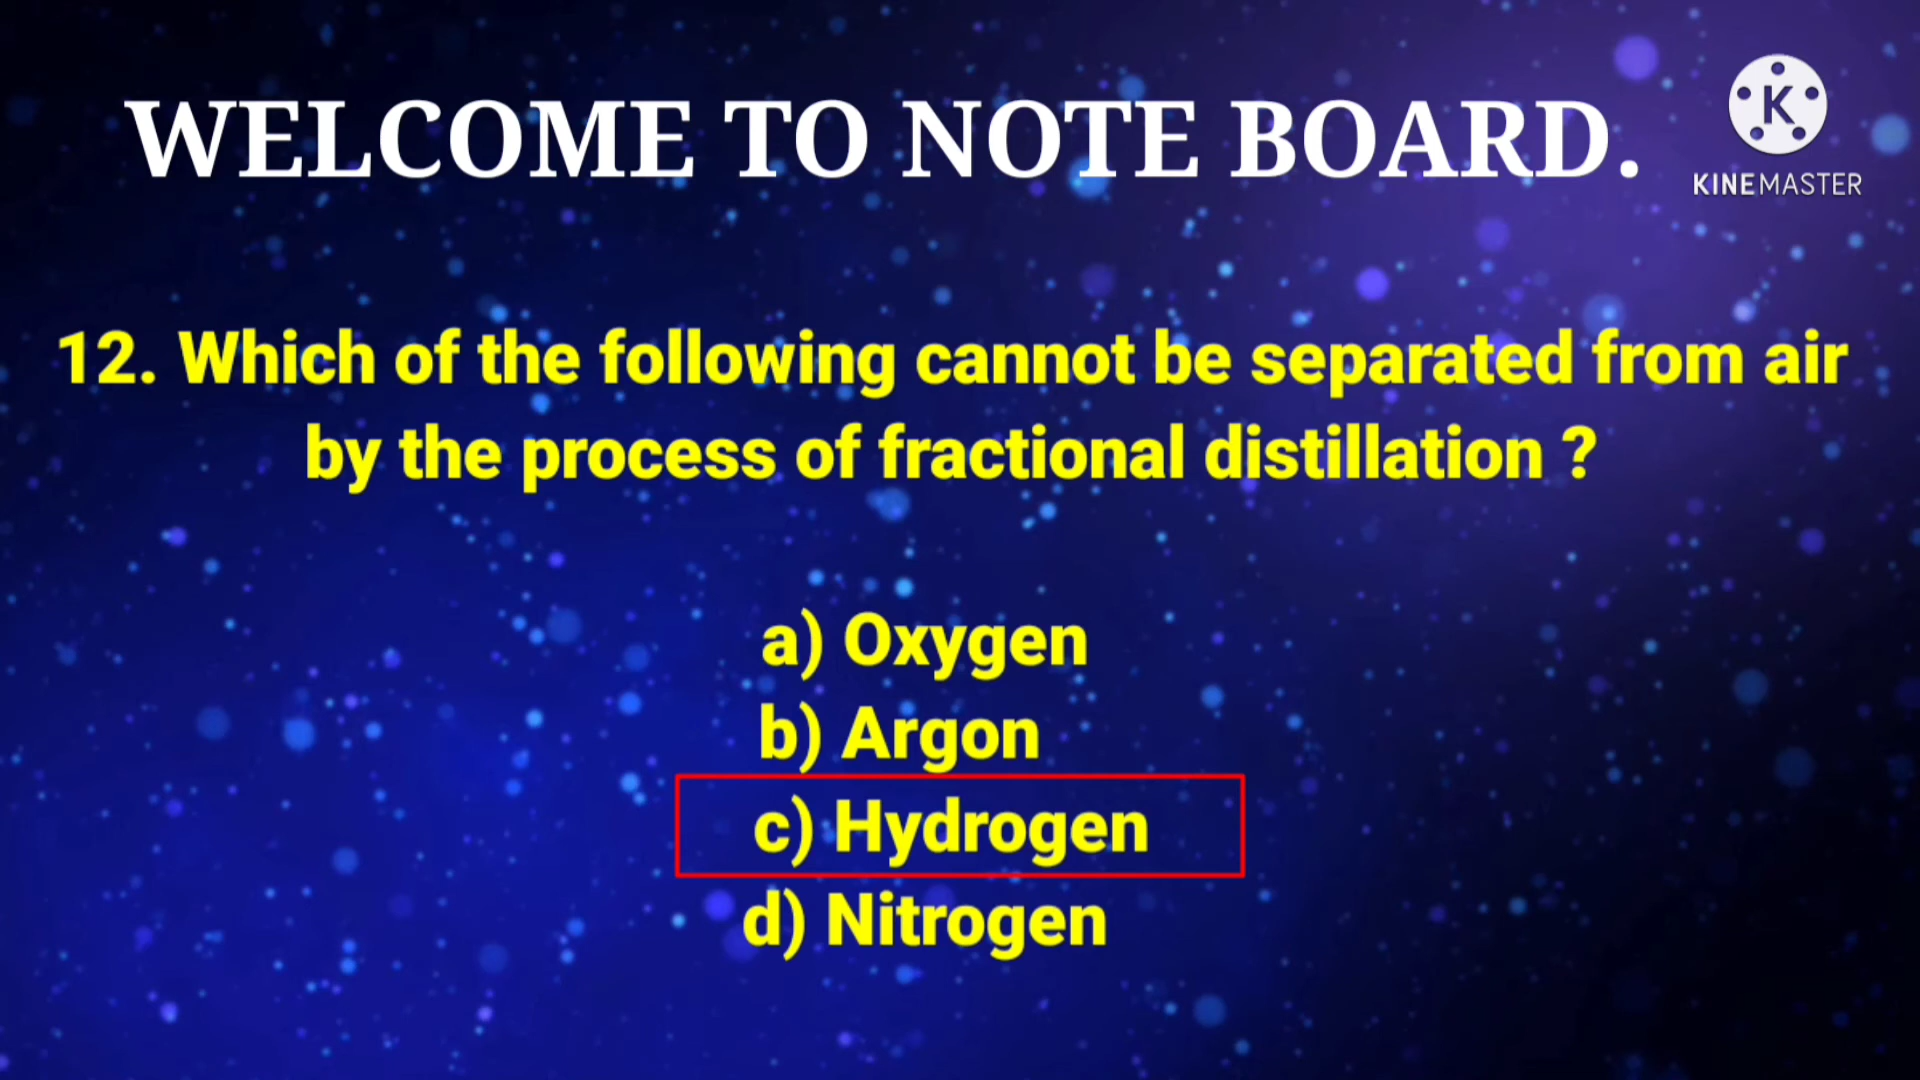 WELCOME TO NOTE BOARD.
K
KINEMASTER
12. Which of the following cannot be separated from air
by the process of fractional distillation ?
a) Oxygen
b) Argon
c) Hydrogen
d) Nitrogen